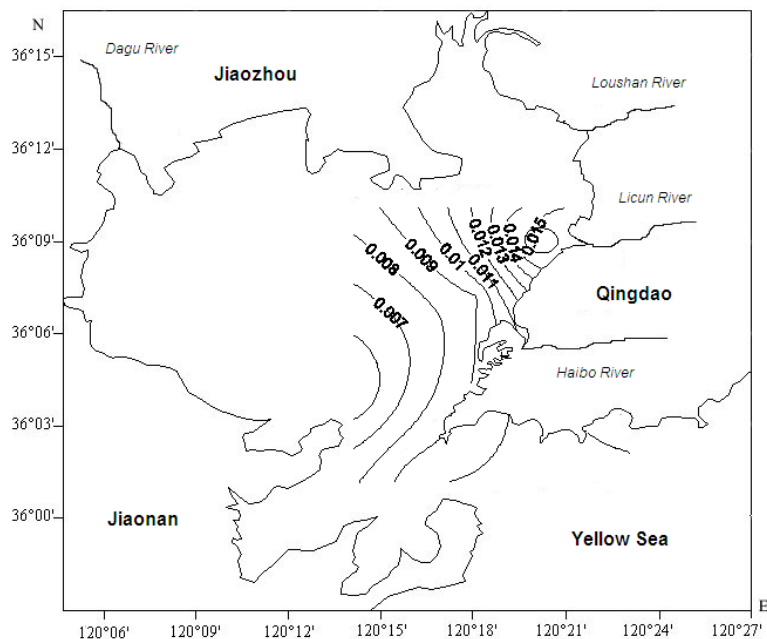 N
36°15'
36°12'
36°09'
36°06'
36°03'
36°00'
Dagu River
Jiaozhou
Loushan River
Licun River
0.015
0.014
0.013
0.012
0.011
0.01
0.009
0.008
0.007
Qingdao
Haibo River
Jiaonan
Yellow Sea
E
120°06'
120°09'
120°12'
120°15'
120°18'
120°21'
120°24'
120°27'